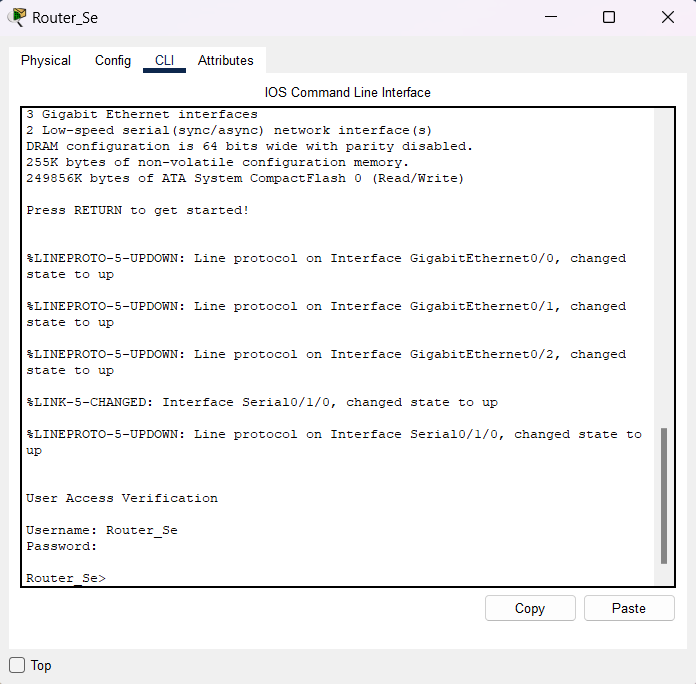 Router_Se
Physical Config CLI Attributes
IOS Command Line Interface
3 Gigabit Ethernet interfaces
2 Low-speed serial(sync/async) network interface(s)
DRAM configuration is 64 bits wide with parity disabled.
255K bytes of non-volatile configuration memory.
249856K bytes of ATA System CompactFlash 0 (Read/Write)
Press RETURN to get started!
%LINEPROTO-5-UPDOWN: Line protocol on Interface GigabitEthernet0/0, changed
state to up
%LINEPROTO-5-UPDOWN: Line protocol on Interface GigabitEthernet0/1, changed
state to up
%LINEPROTO-5-UPDOWN: Line protocol on Interface GigabitEthernet0/2, changed
state to up
%LINK-5-CHANGED: Interface Serial0/1/0, changed state to up
%LINEPROTO-5-UPDOWN: Line protocol on Interface Serial0/1/0, changed state to
up
User Access Verification
Username: Router_Se
Password:
Router_Se>
Copy Paste
Top